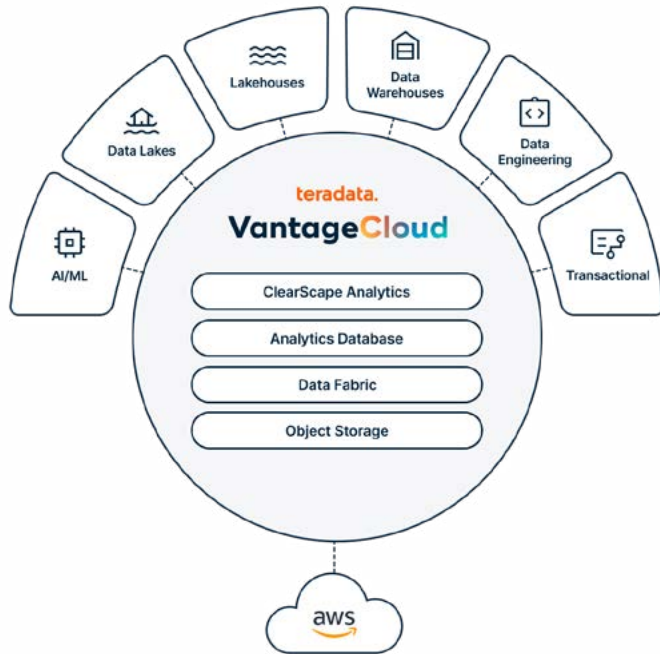 Lakehouses
Data
Warehouses
Data Lakes
Data
Engineering
AI/ML
Transactional
teradata.
VantageCloud
ClearScape Analytics
Analytics Database
Data Fabric
Object Storage
aws